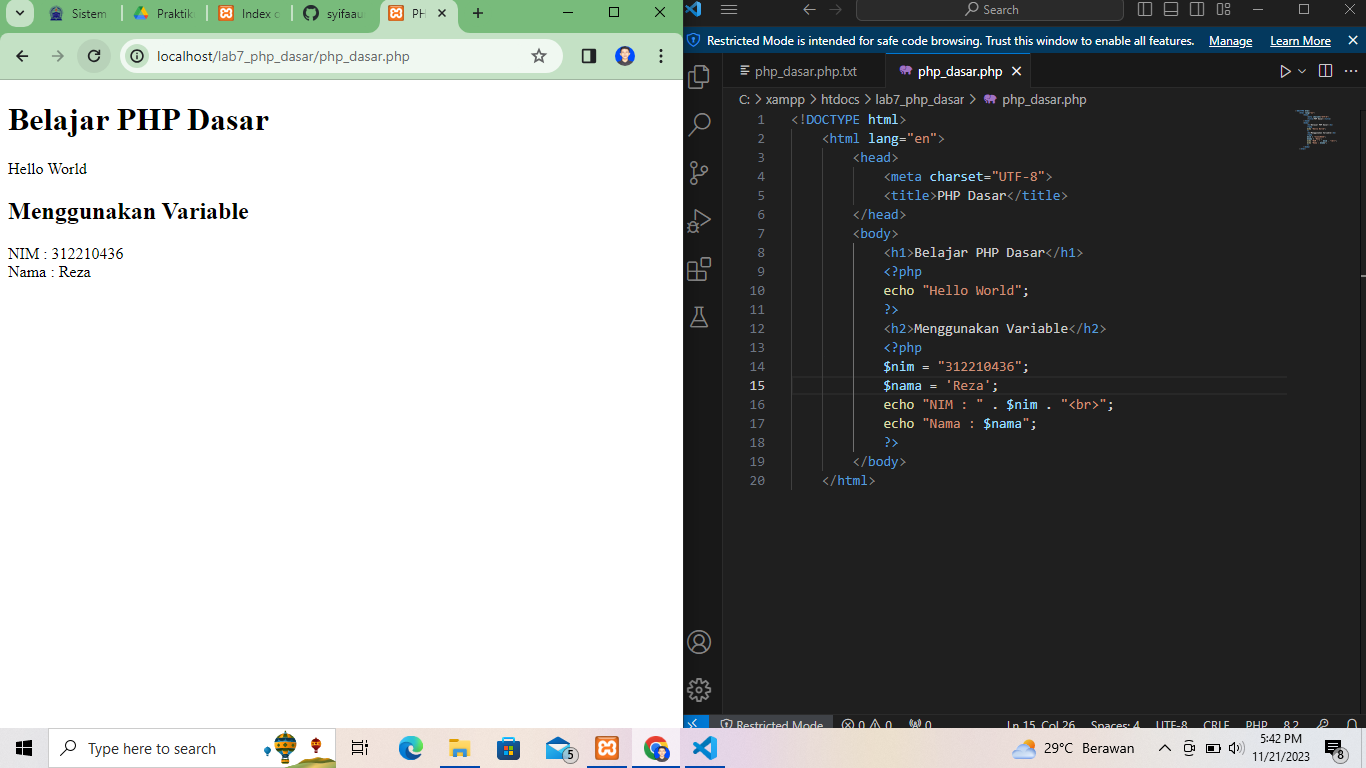 Sistem
Praktik
Index o
syifaau
PH
localhost/lab7_php_dasar/php_dasar.php
Belajar PHP Dasar
Hello World
Menggunakan Variable
NIM : 312210436
Nama : Reza
Search
Restricted Mode is intended for safe code browsing. Trust this window to enable all features. Manage Learn More
php_dasar.php.txt
php_dasar.php
C: > xampp > htdocs > lab7_php_dasar > php_dasar.php
1 <!DOCTYPE html>
2 <html lang="en">
3 <head>
4 <meta charset="UTF-8">
5 <title>PHP Dasar</title>
6 </head>
7 <body>
8 <h1>Belajar PHP Dasar</h1>
9 <?php
10 echo "Hello World";
11 ?>
12 <h2>Menggunakan Variable</h2>
13 <?php
14 $nim = "312210436";
15 $nama = 'Reza';
16 echo "NIM : " . $nim . "<br>";
17 echo "Nama : $nama";
18 ?>
19 </body>
20 </html>
Restricted Mode 0 0 0 Ln 15, Col 26 Spaces: 4 UTF-8 CRLF PHP 8.2
Type here to search
5
29°C Berawan
5:42 PM
11/21/2023
8